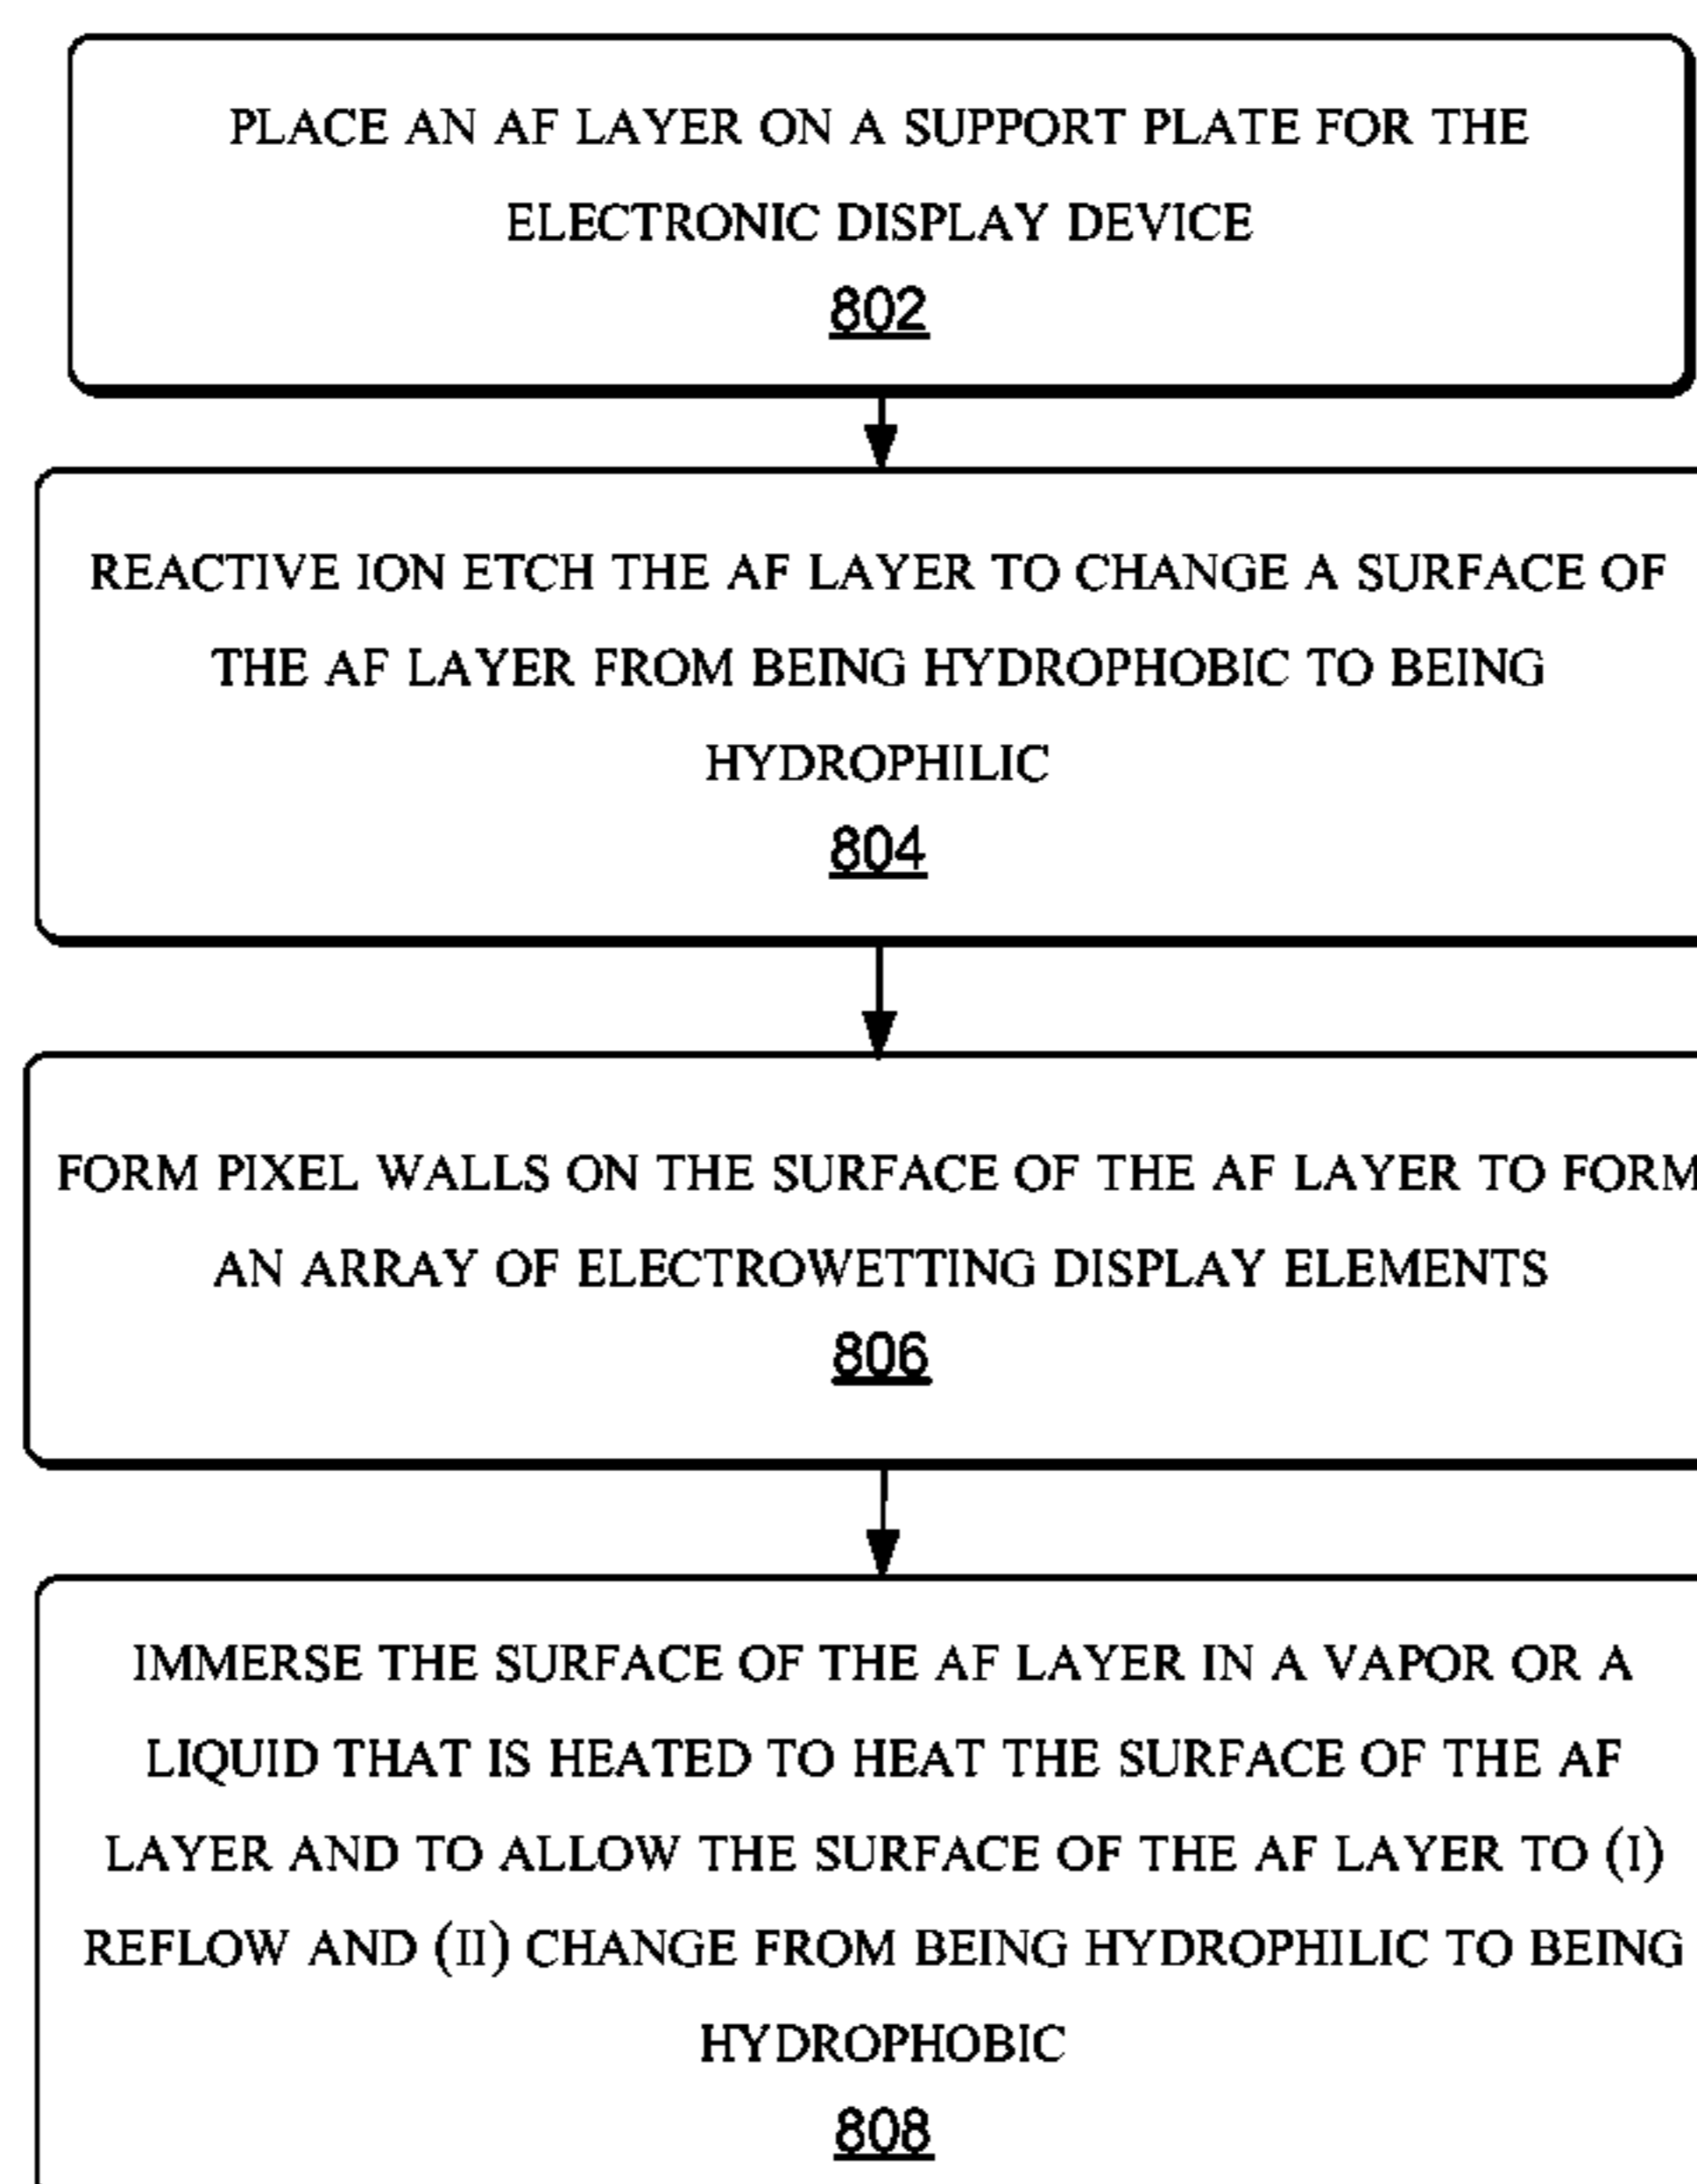 PLACE AN AF LAYER ON A SUPPORT PLATE FOR THE
ELECTRONIC DISPLAY DEVICE
802
REACTIVE ION ETCH THE AF LAYER TO CHANGE A SURFACE OF
THE AF LAYER FROM BEING HYDROPHOBIC TO BEING
HYDROPHILIC
804
FORM PIXEL WALLS ON THE SURFACE OF THE AF LAYER TO FORM
AN ARRAY OF ELECTROWETTING DISPLAY ELEMENTS
806
IMMERSE THE SURFACE OF THE AF LAYER IN A VAPOR OR A
LIQUID THAT IS HEATED TO HEAT THE SURFACE OF THE AF
LAYER AND TO ALLOW THE SURFACE OF THE AF LAYER TO (I)
REFLOW AND (II) CHANGE FROM BEING HYDROPHILIC TO BEING
HYDROPHOBIC
808